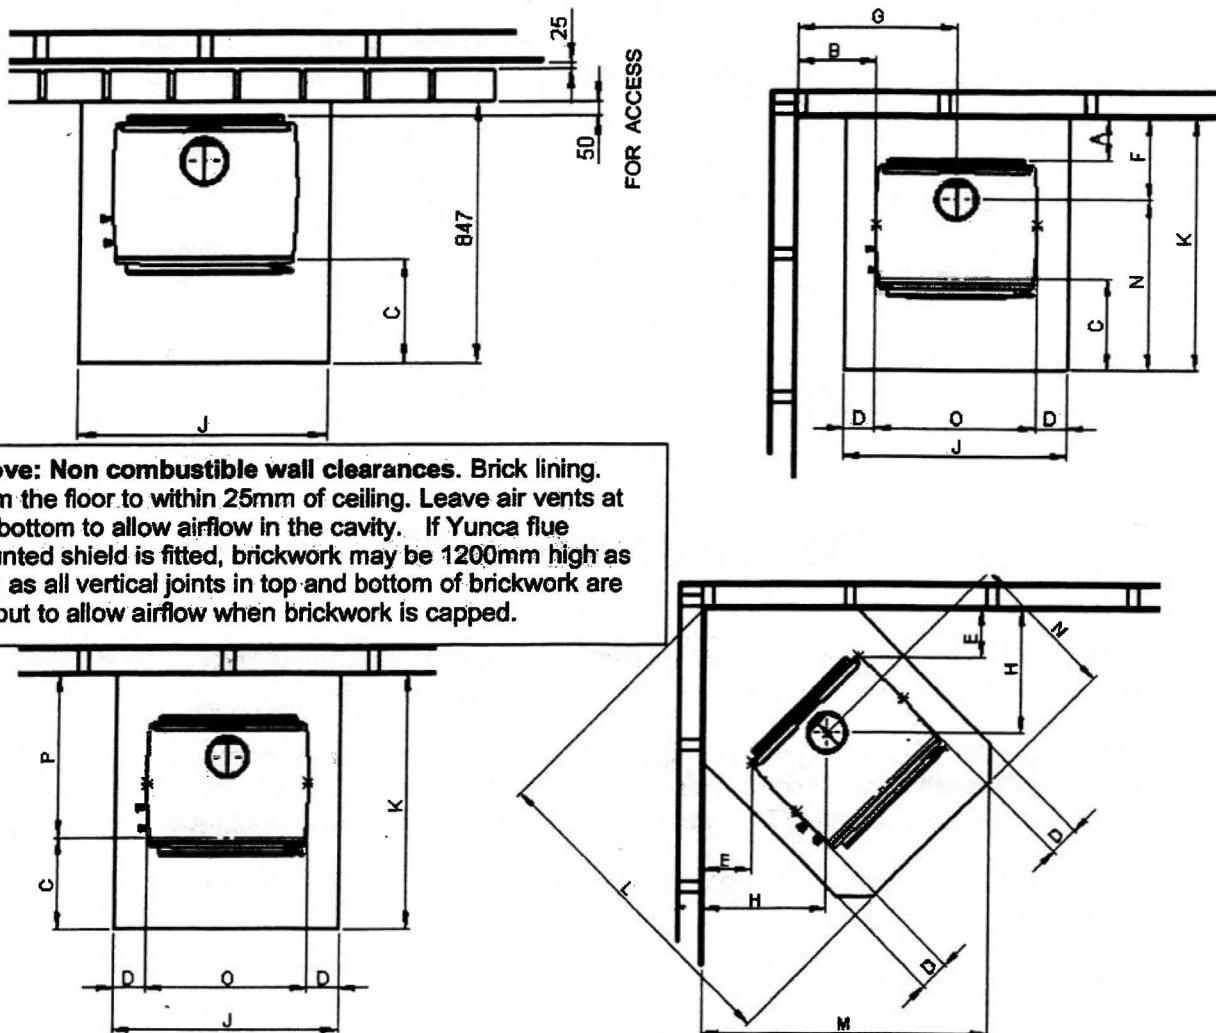 25
50
FOR ACCESS
847
C
J
G
B
A
F
K
N
C
D O D
J
ove: Non combustible wall clearances. Brick lining.
m the floor to within 25mm of ceiling. Leave air vents at
bottom to allow airflow in the cavity. If Yunca flue
unted shield is fitted, brickwork may be 1200mm high as
as all vertical joints in top and bottom of brickwork are
out to allow airflow when brickwork is capped.
P
K
C
D O D
J
E
H
N
D
E
H
L
D
M